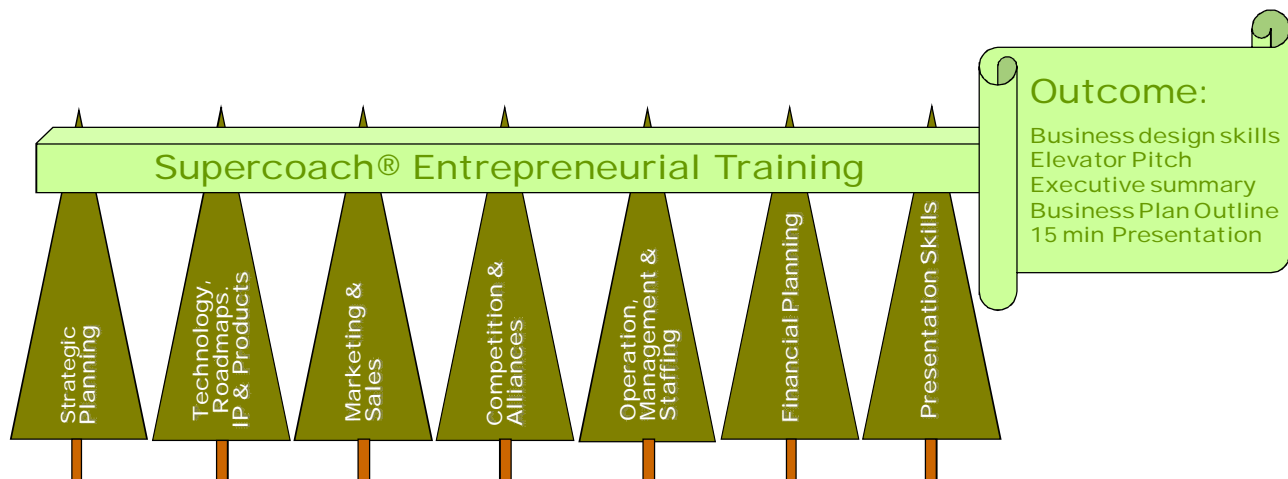 Supercoach® Entrepreneurial Training
Outcome:
Business design skills
Elevator Pitch
Executive summary
Business Plan Outline
15 min Presentation
Strategic
Planning
Technology,
Roadmaps.
IP & Products
Marketing &
Sales
Competition &
Alliances
Operation,
Management &
Staffing
Financial Planning
Presentation Skills